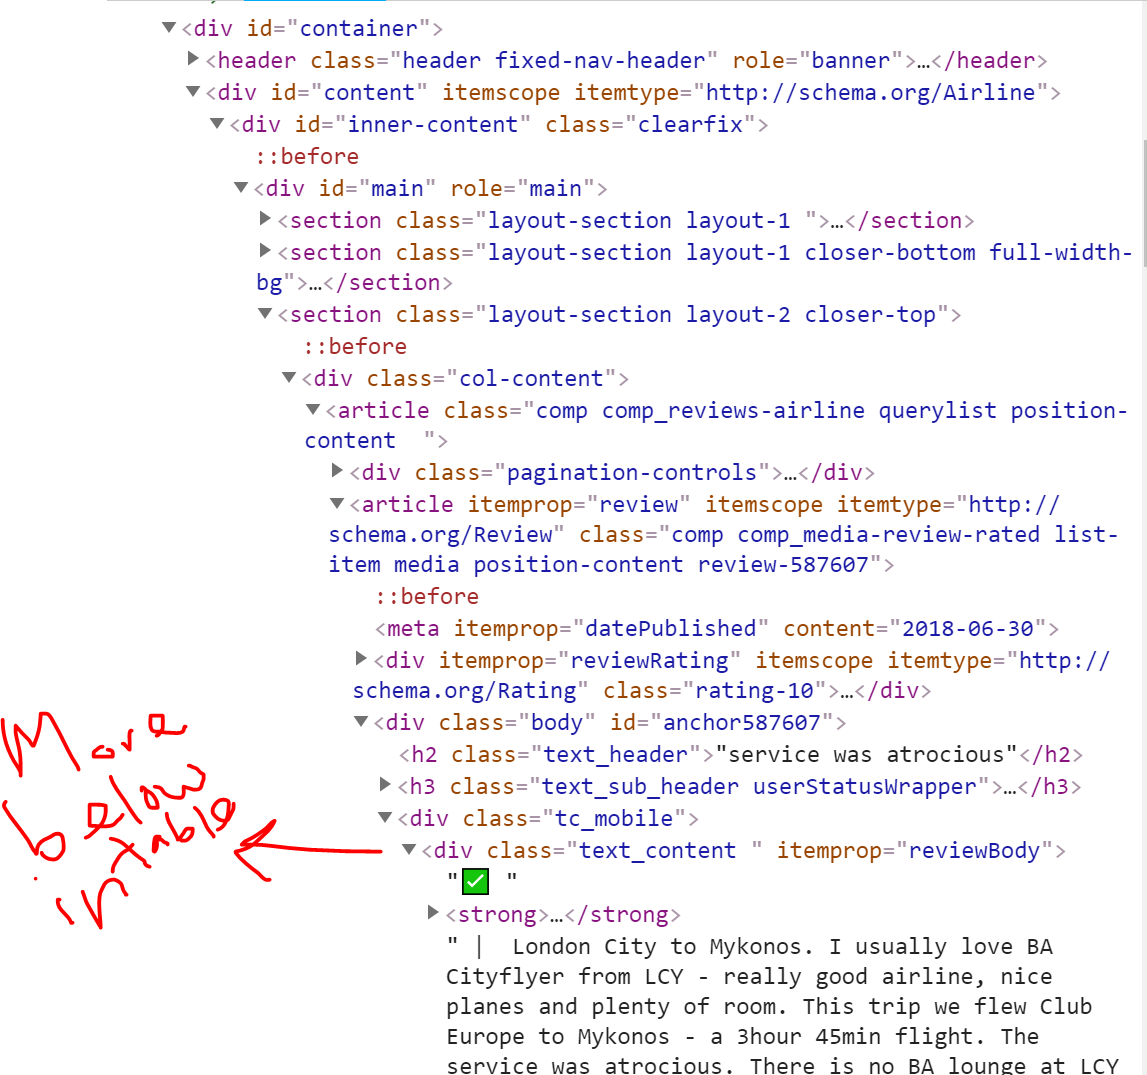 ▼<div id="container">
▶<header class="header fixed-nav-header" role="banner">…</header>
▼<div id="content" itemscope itemtype="http://schema.org/Airline">
▼<div id="inner-content" class="clearfix">
::before
▼<div id="main" role="main">
▶<section class="layout-section layout-1 ">…</section>
▶<section class="layout-section layout-1 closer-bottom full-width-
bg">…</section>
▼<section class="layout-section layout-2 closer-top">
::before
▼<div class="col-content">
▼<article class="comp comp_reviews-airline querylist position-
content  ">
▶<div class="pagination-controls">…</div>
▼<article itemprop="review" itemscope itemtype="http://
schema.org/Review" class="comp comp_media-review-rated list-
item media position-content review-587607">
::before
<meta itemprop="datePublished" content="2018-06-30">
▶<div itemprop="reviewRating" itemscope itemtype="http://
schema.org/Rating" class="rating-10">…</div>
▼<div class="body" id="anchor587607">
<h2 class="text_header">"service was atrocious"</h2>
▶<h3 class="text_sub_header userStatusWrapper">…</h3>
▼<div class="tc_mobile">
▼<div class="text_content " itemprop="reviewBody">
"✅ "
▶<strong>…</strong>
" |  London City to Mykonos. I usually love BA
Cityflyer from LCY - really good airline, nice
planes and plenty of room. This trip we flew Club
Europe to Mykonos - a 3hour 45min flight. The
service was atrocious. There is no BA lounge at LCY
More
below
in table